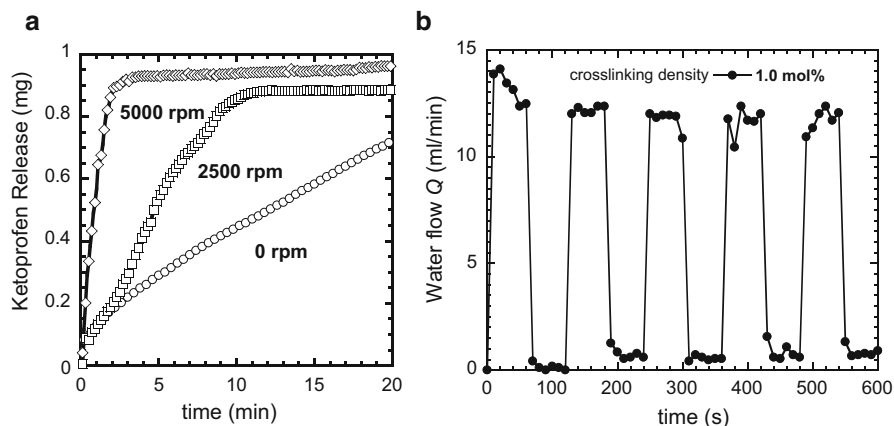 a
1
0.8
0.6
0.4
0.2
0
0
5
10
15
20
Ketoprofen Release (mg)
time (min)
5000 rpm
2500 rpm
0 rpm
b
15
10
5
0
0
100
200
300
400
500
600
Water flow Q (ml/min)
time (s)
crosslinking density
1.0 mol%